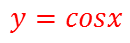 y = cosx